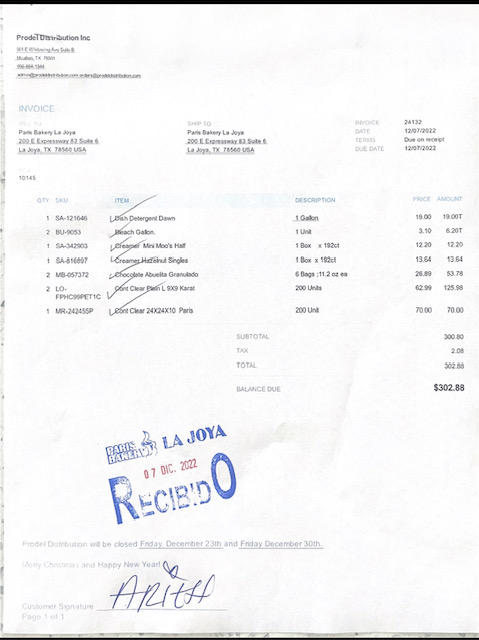 Prodel Distribution Inc
McAllen, TX 78501
admin@prodeldistribution.com orders@prodeldistribution.com
INVOICE
BILL TO
Paris Bakery La Joya
200 E Expressway 83 Suite 6
La Joya, TX 78560 USA
SHIP TO
Paris Bakery La Joya
200 E Expressway 83 Suite 6
La Joya, TX 78560 USA
INVOICE 24132
DATE 12/07/2022
TERMS Due on receipt
DUE DATE 12/07/2022
10145
QTY SKU ITEM DESCRIPTION PRICE AMOUNT
1 SA-121646 Dish Detergent Dawn 1 Gallon 19.00 19.00T
2 BU-9053 Bleach Gallon. 1 Unit 3.10 6.20T
1 SA-342903 Creamer Mini Moo's Half 1 Box x 192ct 12.20 12.20
1 SA-816897 Creamer Hazelnut Singles 1 Box x 192ct 13.64 13.64
2 MB-057372 Chocolate Abuelita Granulado 6 Bags ;11.2 oz ea 26.89 53.78
2 LO- Cont Clear Plain L 9X9 Karat 200 Units 62.99 125.98
FPHC99PET1C
1 MR-242455P Cont Clear 24X24X10 Paris 200 Unit 70.00 70.00
SUBTOTAL 300.80
TAX 2.08
TOTAL 302.88
BALANCE DUE $302.88
PARIS BAKERY LA JOYA
07 DIC. 2022
RECIBIDO
Prodel Distribution will be closed Friday, December 23th and Friday December 30th.
Merry Christmas and Happy New Year!
Customer Signature
Page 1 of 1